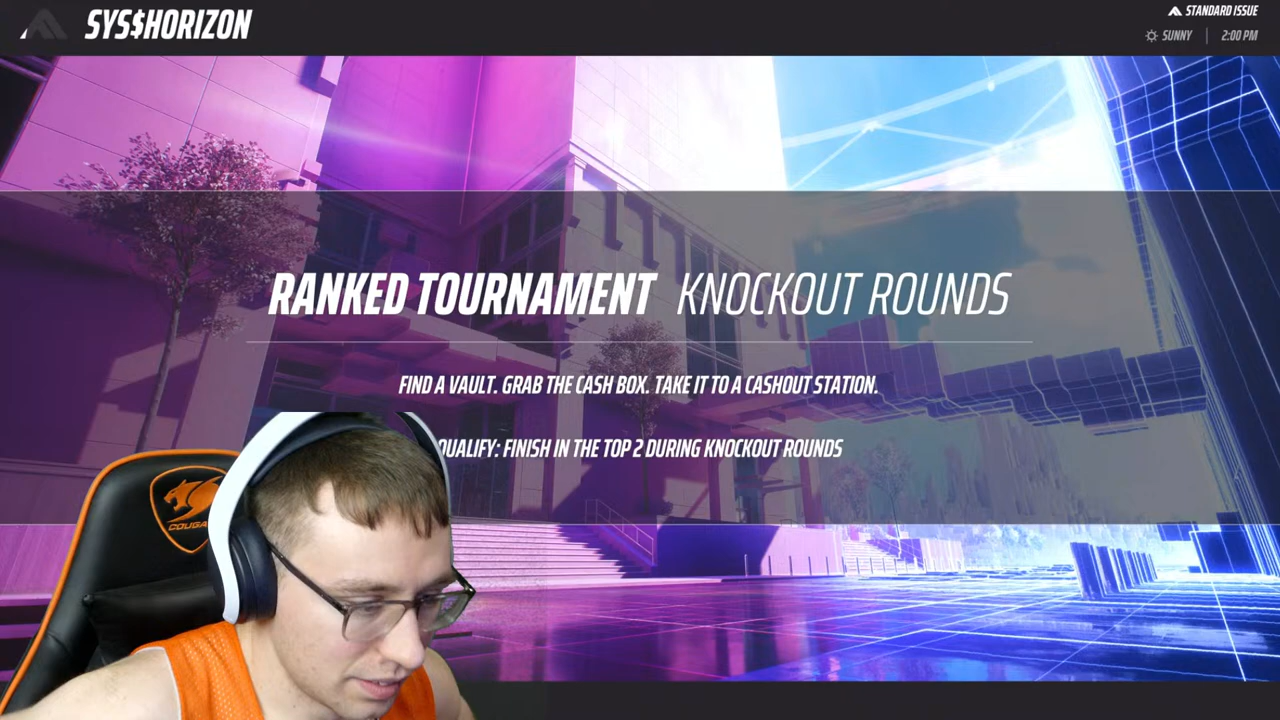 SYS$HORIZON
STANDARD ISSUE
SUNNY | 2:00 PM
RANKED TOURNAMENT KNOCKOUT ROUNDS
FIND A VAULT. GRAB THE CASH BOX. TAKE IT TO A CASHOUT STATION.
QUALIFY: FINISH IN THE TOP 2 DURING KNOCKOUT ROUNDS